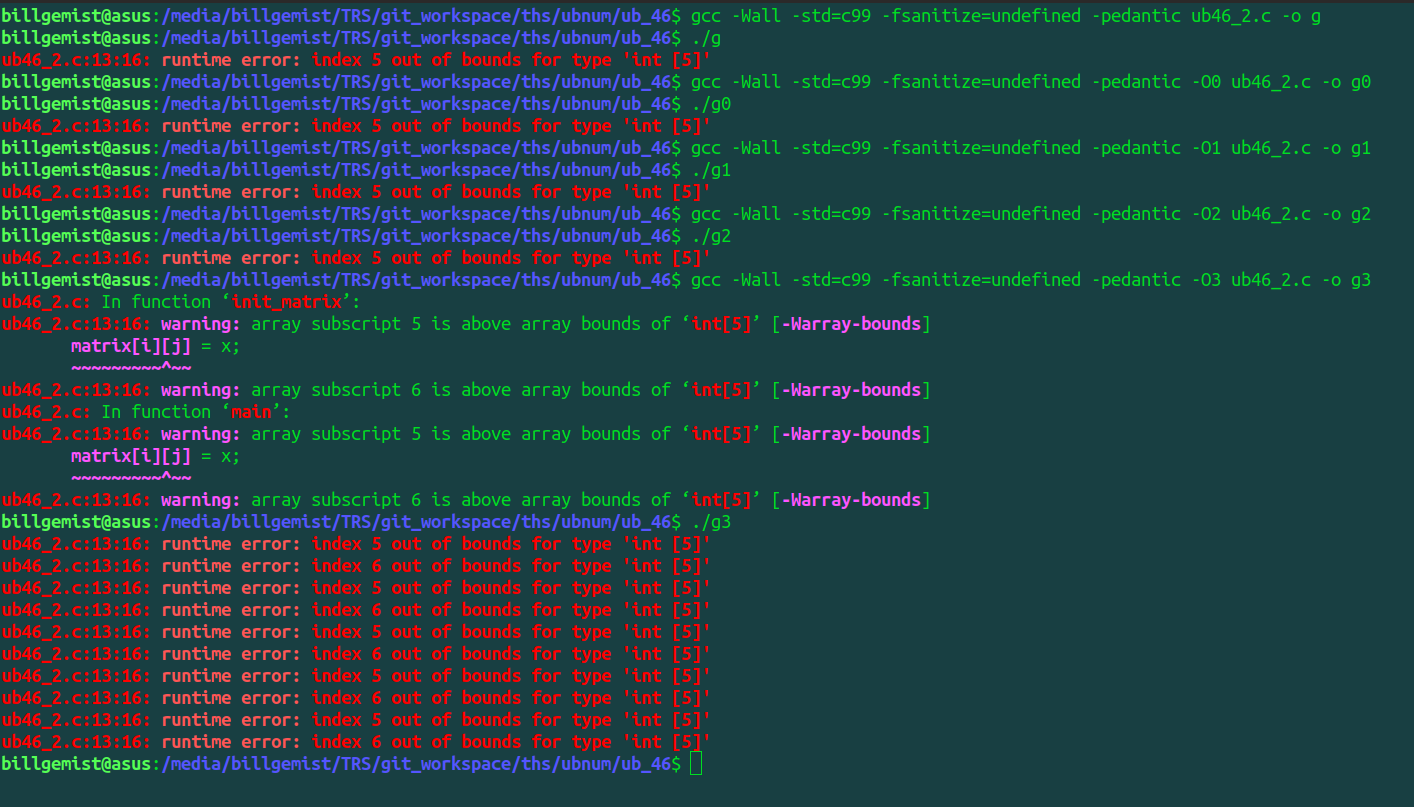 billgemist@asus:/media/billgemist/TRS/git_workspace/ths/ubnum/ub_46$ gcc -Wall -std=c99 -fsanitize=undefined -pedantic ub46_2.c -o g
billgemist@asus:/media/billgemist/TRS/git_workspace/ths/ubnum/ub_46$ ./g
ub46_2.c:13:16: runtime error: index 5 out of bounds for type 'int [5]'
billgemist@asus:/media/billgemist/TRS/git_workspace/ths/ubnum/ub_46$ gcc -Wall -std=c99 -fsanitize=undefined -pedantic -O0 ub46_2.c -o g0
billgemist@asus:/media/billgemist/TRS/git_workspace/ths/ubnum/ub_46$ ./g0
ub46_2.c:13:16: runtime error: index 5 out of bounds for type 'int [5]'
billgemist@asus:/media/billgemist/TRS/git_workspace/ths/ubnum/ub_46$ gcc -Wall -std=c99 -fsanitize=undefined -pedantic -O1 ub46_2.c -o g1
billgemist@asus:/media/billgemist/TRS/git_workspace/ths/ubnum/ub_46$ ./g1
ub46_2.c:13:16: runtime error: index 5 out of bounds for type 'int [5]'
billgemist@asus:/media/billgemist/TRS/git_workspace/ths/ubnum/ub_46$ gcc -Wall -std=c99 -fsanitize=undefined -pedantic -O2 ub46_2.c -o g2
billgemist@asus:/media/billgemist/TRS/git_workspace/ths/ubnum/ub_46$ ./g2
ub46_2.c:13:16: runtime error: index 5 out of bounds for type 'int [5]'
billgemist@asus:/media/billgemist/TRS/git_workspace/ths/ubnum/ub_46$ gcc -Wall -std=c99 -fsanitize=undefined -pedantic -O3 ub46_2.c -o g3
ub46_2.c: In function ‘init_matrix’:
ub46_2.c:13:16: warning: array subscript 5 is above array bounds of ‘int[5]’ [-Warray-bounds]
       matrix[i][j] = x;
       ~~~~~~~~~^~~
ub46_2.c:13:16: warning: array subscript 6 is above array bounds of ‘int[5]’ [-Warray-bounds]
ub46_2.c: In function ‘main’:
ub46_2.c:13:16: warning: array subscript 5 is above array bounds of ‘int[5]’ [-Warray-bounds]
       matrix[i][j] = x;
       ~~~~~~~~~^~~
ub46_2.c:13:16: warning: array subscript 6 is above array bounds of ‘int[5]’ [-Warray-bounds]
billgemist@asus:/media/billgemist/TRS/git_workspace/ths/ubnum/ub_46$ ./g3
ub46_2.c:13:16: runtime error: index 5 out of bounds for type 'int [5]'
ub46_2.c:13:16: runtime error: index 6 out of bounds for type 'int [5]'
ub46_2.c:13:16: runtime error: index 5 out of bounds for type 'int [5]'
ub46_2.c:13:16: runtime error: index 6 out of bounds for type 'int [5]'
ub46_2.c:13:16: runtime error: index 5 out of bounds for type 'int [5]'
ub46_2.c:13:16: runtime error: index 6 out of bounds for type 'int [5]'
ub46_2.c:13:16: runtime error: index 5 out of bounds for type 'int [5]'
ub46_2.c:13:16: runtime error: index 6 out of bounds for type 'int [5]'
ub46_2.c:13:16: runtime error: index 5 out of bounds for type 'int [5]'
ub46_2.c:13:16: runtime error: index 6 out of bounds for type 'int [5]'
billgemist@asus:/media/billgemist/TRS/git_workspace/ths/ubnum/ub_46$